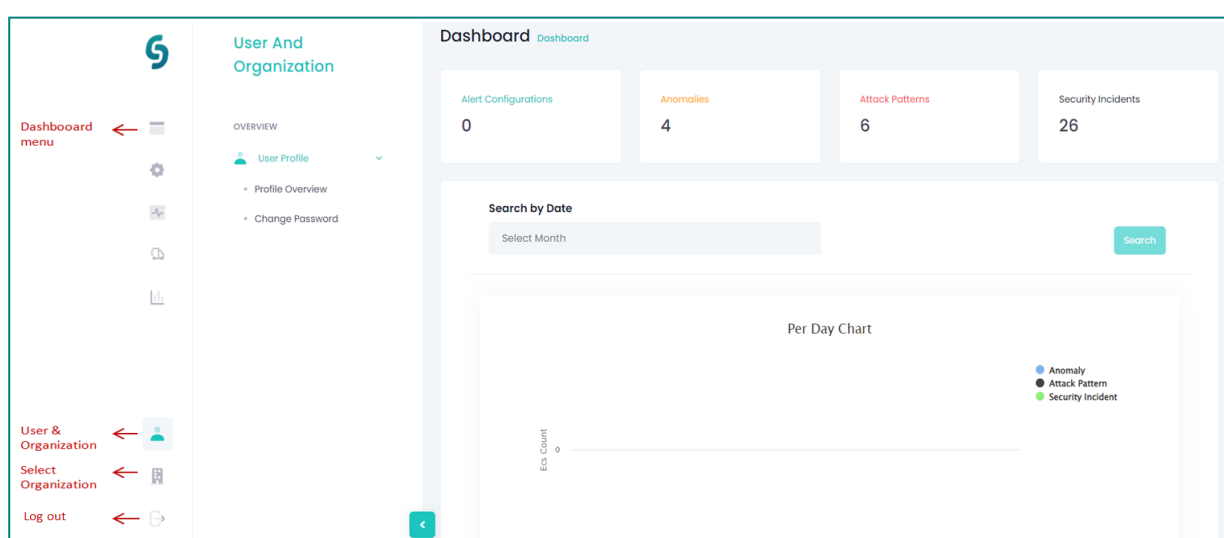 Dashbooard
menu
User &
Organization
Select
Organization
Log out
User And
Organization
OVERVIEW
User Profile
Profile Overview
Change Password
Dashboard Dashboard
Alert Configurations
0
Anomalies
4
Attack Patterns
6
Security Incidents
26
Search by Date
Select Month
Search
Per Day Chart
Anomaly
Attack Pattern
Security Incident
Ecs Count
0